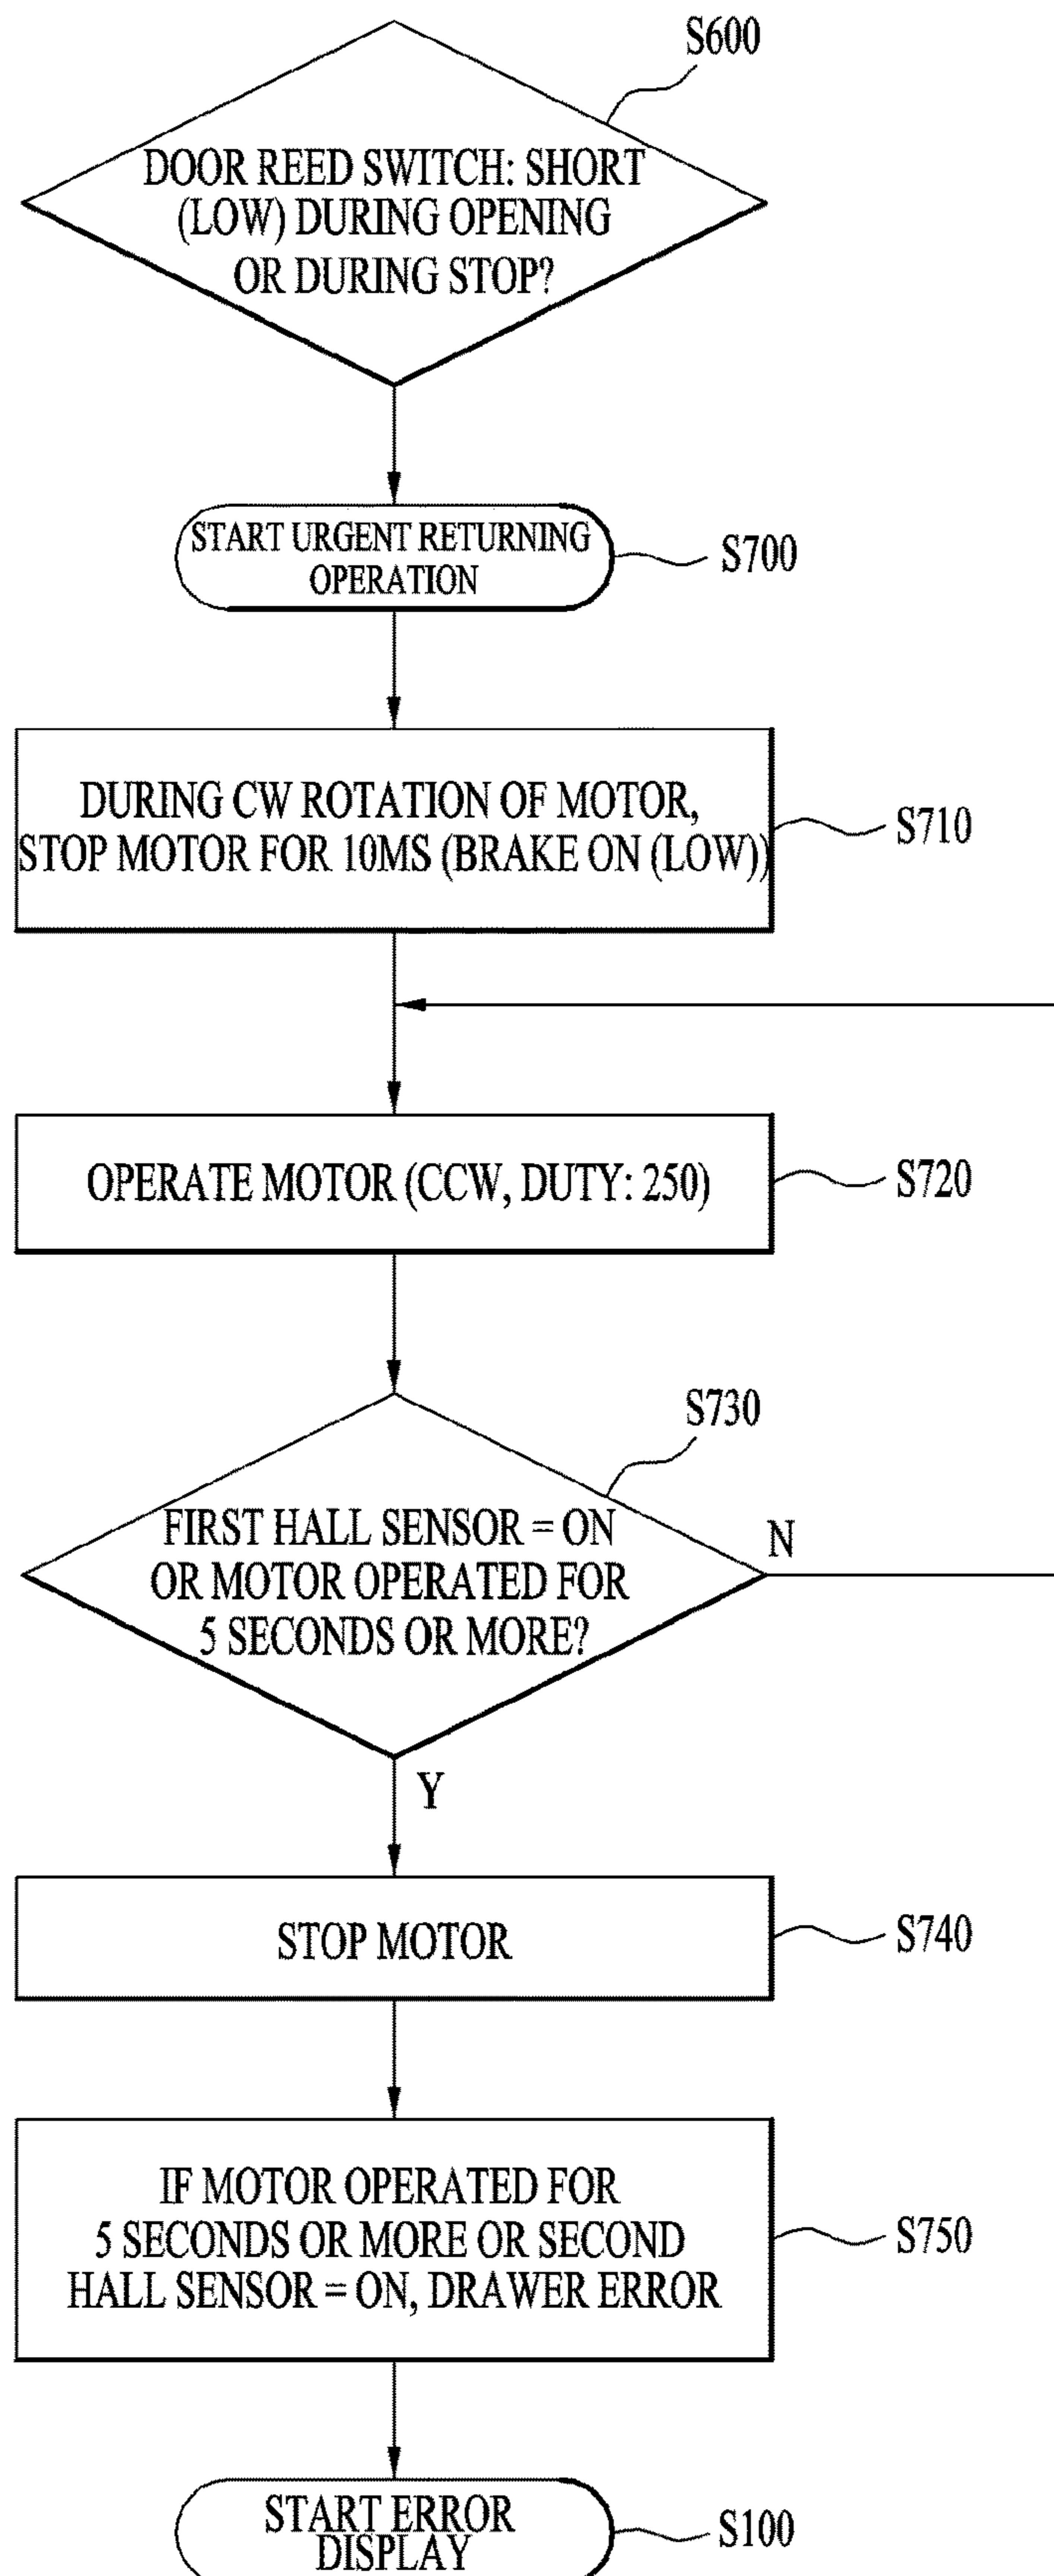 S600
DOOR REED SWITCH: SHORT
(LOW) DURING OPENING
OR DURING STOP?
START URGENT RETURNING
OPERATION
S700
DURING CW ROTATION OF MOTOR,
STOP MOTOR FOR 10MS (BRAKE ON (LOW))
S710
OPERATE MOTOR (CCW, DUTY: 250)
S720
S730
FIRST HALL SENSOR = ON
OR MOTOR OPERATED FOR
5 SECONDS OR MORE?
N
Y
STOP MOTOR
S740
IF MOTOR OPERATED FOR
5 SECONDS OR MORE OR SECOND
HALL SENSOR = ON, DRAWER ERROR
S750
START ERROR
DISPLAY
S100